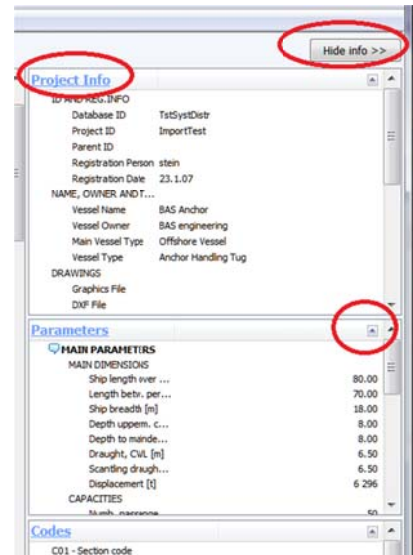 Hide info >>
Project Info
ID AND REG.INFO
Database ID TstSystDistr
Project ID ImportTest
Parent ID
Registration Person stein
Registration Date 23.1.07
NAME, OWNER AND T...
Vessel Name BAS Anchor
Vessel Owner BAS engineering
Main Vessel Type Offshore Vessel
Vessel Type Anchor Handling Tug
DRAWINGS
Graphics File
DXF File
Parameters
MAIN PARAMETERS
MAIN DIMENSIONS
Ship length over ... 80.00
Length betw. per... 70.00
Ship breadth [m] 18.00
Depth upperm. c... 8.00
Depth to mainde... 8.00
Draught, CWL [m] 6.50
Scantling draugh... 6.50
Displacement [t] 6 296
CAPACITIES
50
Codes
C01 - Section code